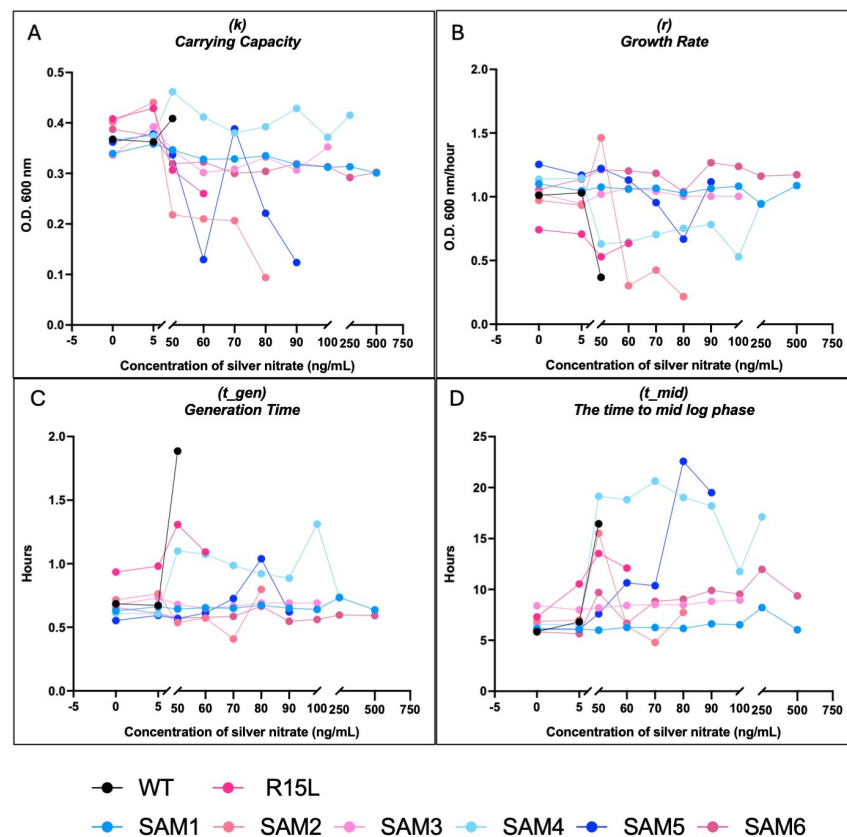 A
(k)
Carrying Capacity
O.D. 600 nm
0.5
0.4
0.3
0.2
0.1
0.0
-5 0 5 50 60 70 80 90 100 250 500 750
Concentration of silver nitrate (ng/mL)
B
(r)
Growth Rate
O.D. 600 nm/hour
2.0
1.5
1.0
0.5
0.0
-5 0 5 50 60 70 80 90 100 250 500 750
Concentration of silver nitrate (ng/mL)
C
(t_gen)
Generation Time
Hours
2.0
1.5
1.0
0.5
0.0
-5 0 5 50 60 70 80 90 100 250 500 750
Concentration of silver nitrate (ng/mL)
D
(t_mid)
The time to mid log phase
Hours
25
20
15
10
5
0
-5 0 5 50 60 70 80 90 100 250 500 750
Concentration of silver nitrate (ng/mL)
WT R15L
SAM1 SAM2 SAM3 SAM4 SAM5 SAM6